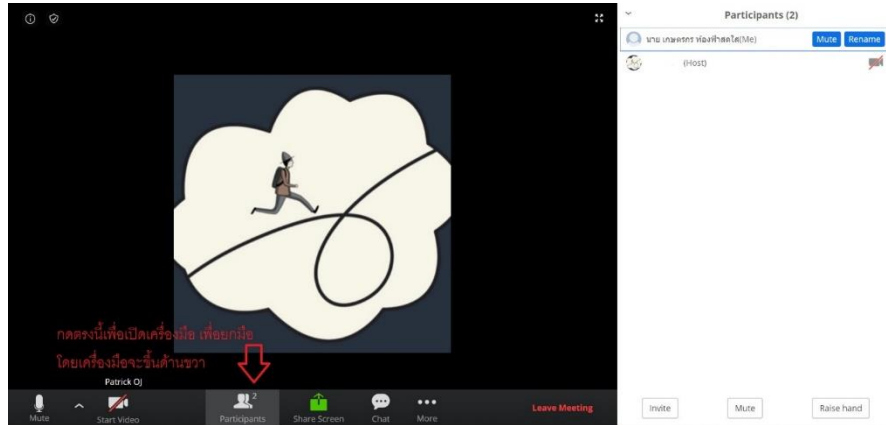 Participants (2)
นาย เกษตรกร ท้องฟ้าสดใส(Me)
Mute
Rename
(Host)
กดตรงนี้เพื่อเปิดเครื่องมือ เพื่อยกมือ
โดยเครื่องมือจะขึ้นด้านขวา
Patrick OJ
Mute
Start Video
2
Participants
Share Screen
Chat
More
Leave Meeting
Invite
Mute
Raise hand